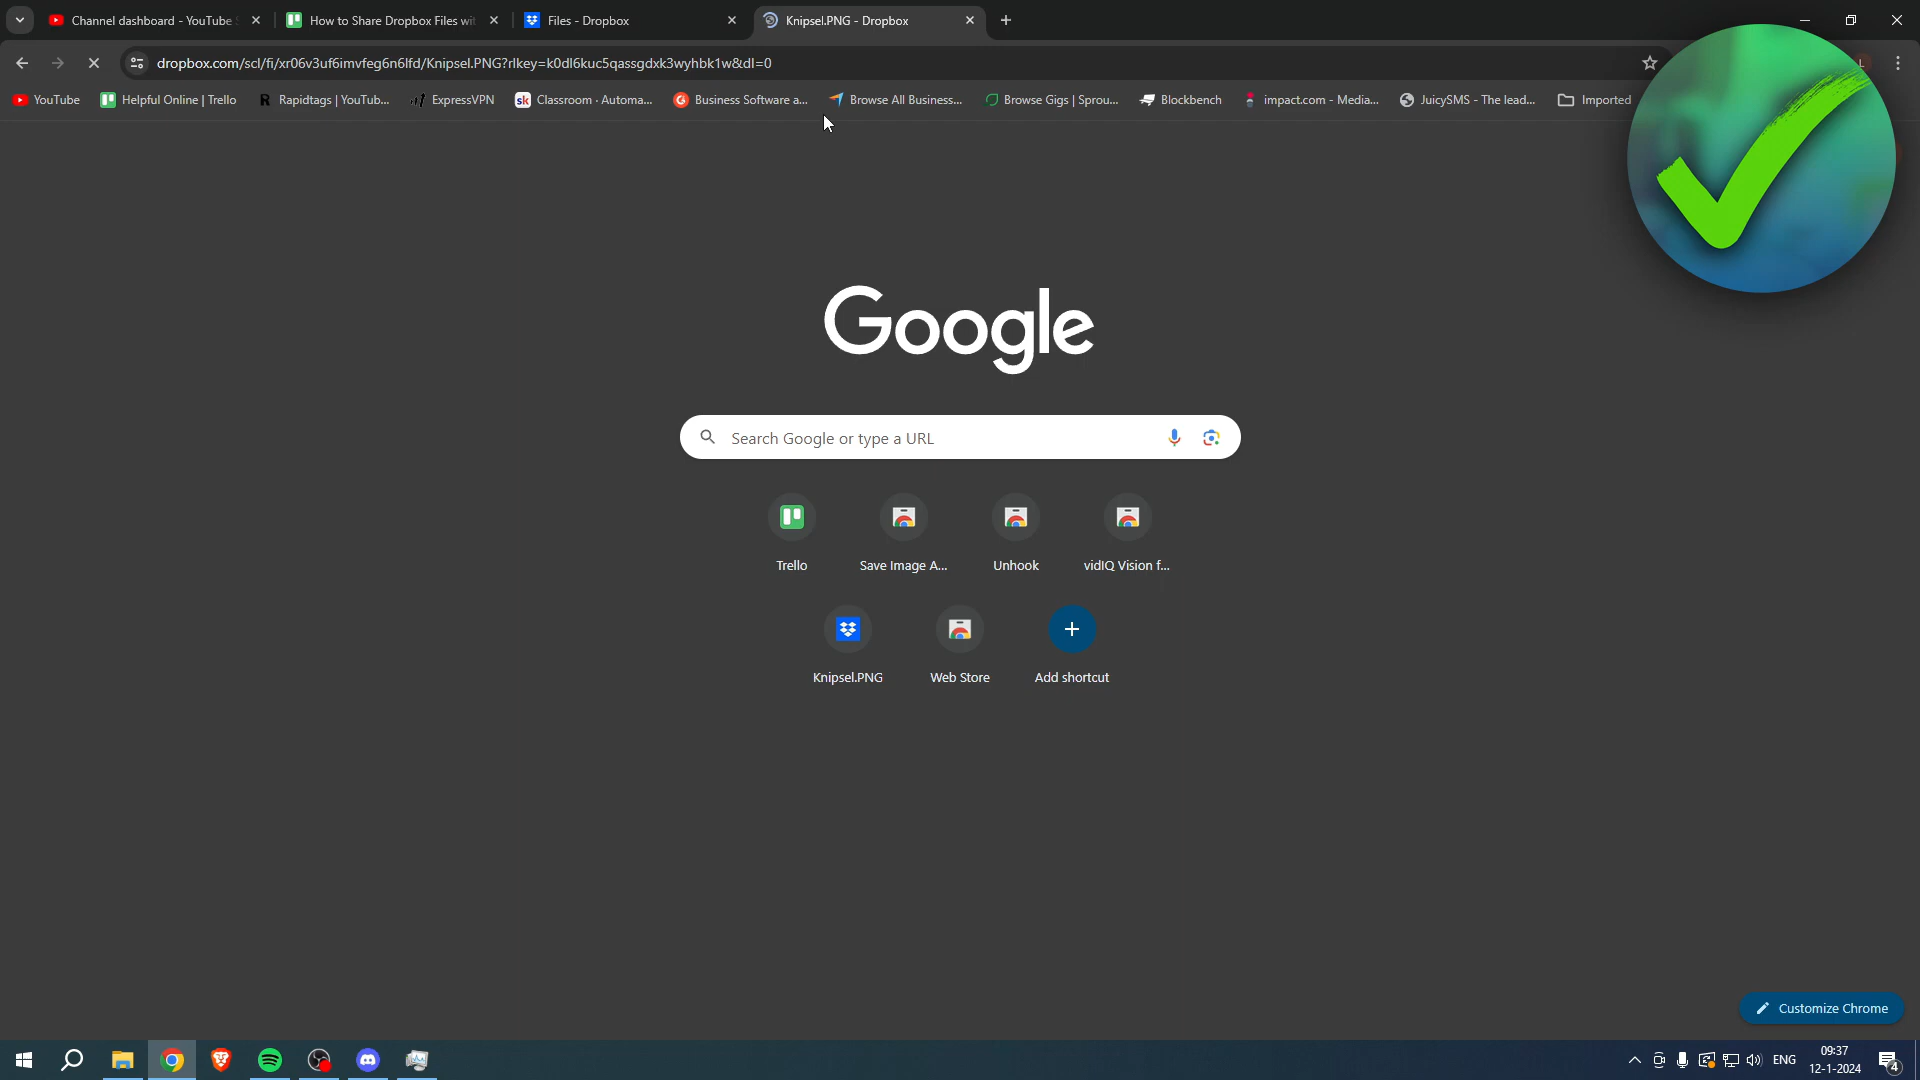 Channel dashboard - YouTube S
How to Share Dropbox Files wit
Files - Dropbox
Knipsel.PNG - Dropbox
dropbox.com/scl/fi/xr06v3uf6imvfeg6n6lfd/Knipsel.PNG?rlkey=k0dl6kuc5qassgdxk3wyhbk1w&dl=0
YouTube
Helpful Online | Trello
Rapidtags | YouTub...
ExpressVPN
Classroom · Automa...
Business Software a...
Browse All Business...
Browse Gigs | Sprou...
Blockbench
impact.com - Media...
JuicySMS - The lead...
Imported
Google
Search Google or type a URL
Trello
Save Image A...
Unhook
vidIQ Vision f...
Knipsel.PNG
Web Store
Add shortcut
Customize Chrome
ENG
09:37
12-1-2024
4